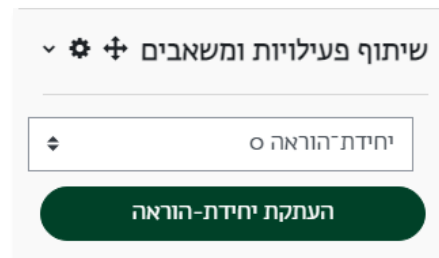 שיתוף פעילויות ומשאבים
יחידת־הוראה 0
העתקת יחידת-הוראה